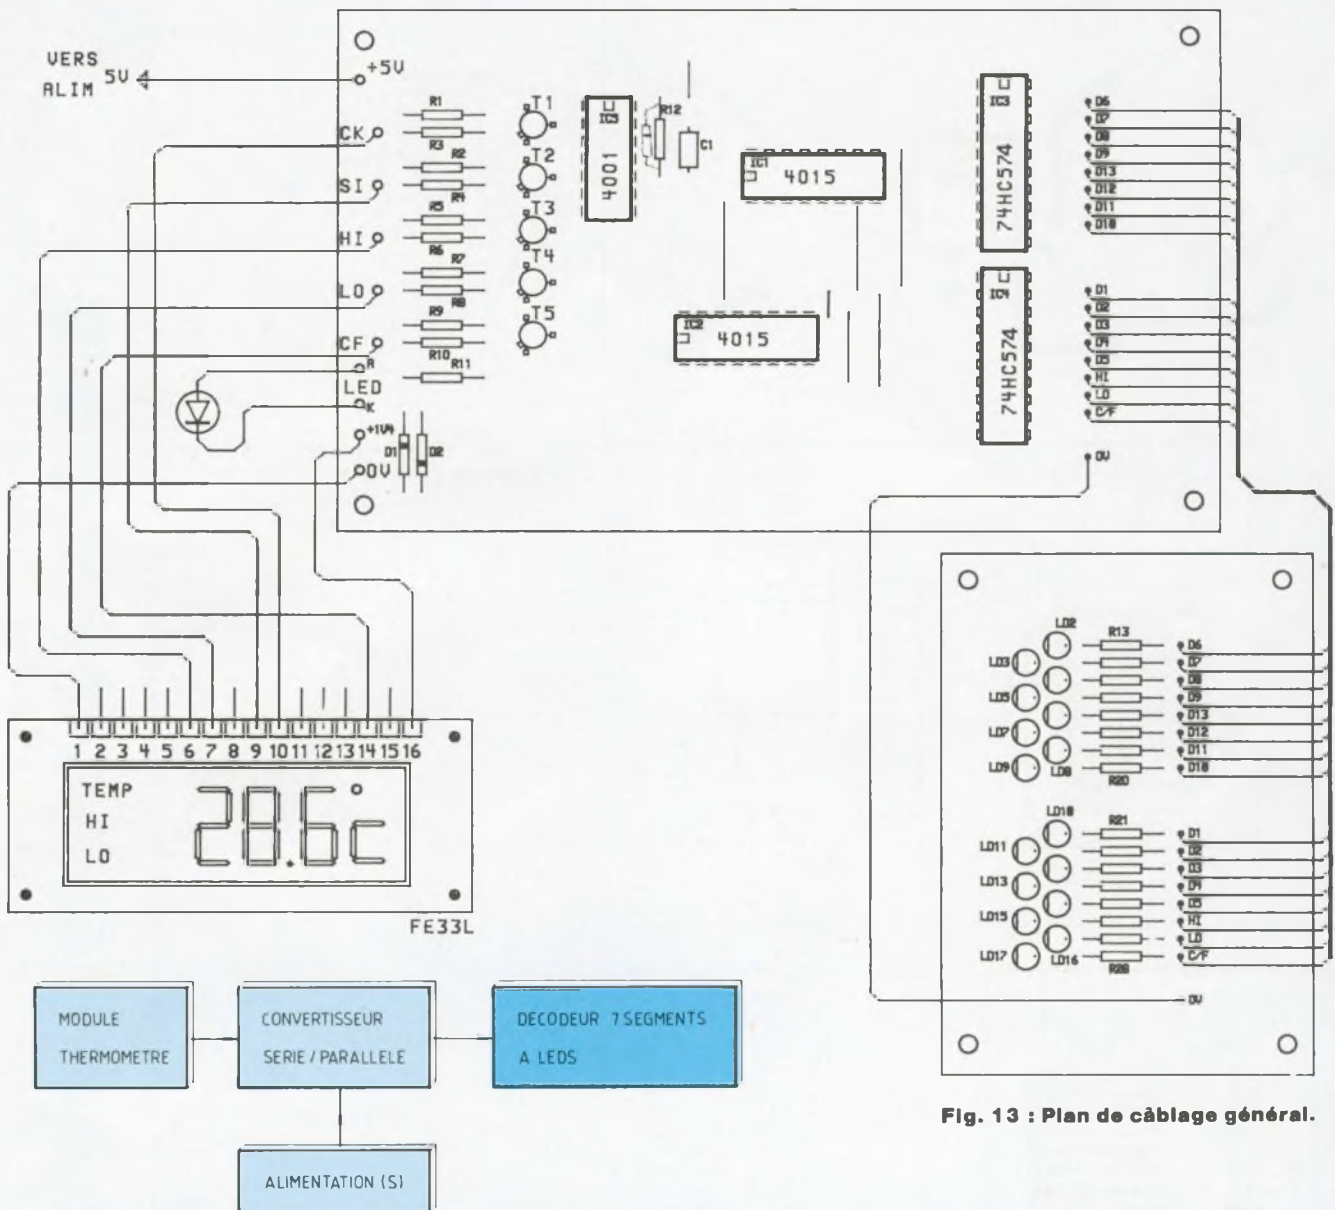 VERS
ALIM 5V
+5V
CK
SI
HI
LO
CF
A
LED
K
+1V4
0V
R1
R3
R2
R4
R5
R6
R7
R8
R9
R10
R11
D1
D2
T1
T2
T3
T4
T5
4001
R12
C1
IC1
4015
IC2
4015
IC3
74HC574
IC4
74HC574
D6
D7
D8
D9
D13
D12
D11
D10
D1
D2
D3
D4
D5
HI
LO
C/F
0V
1 2 3 4 5 6 7 8 9 10 11 12 13 14 15 16
TEMP
HI
LO
28.6°C
FE33L
LD2
LD3
LD5
LD7
LD9
LD8
R13
R20
D6
D7
D8
D9
D13
D12
D11
D10
LD10
LD11
LD13
LD15
LD17
LD16
R21
R28
D1
D2
D3
D4
D5
HI
LO
C/F
0V
MODULE
THERMOMETRE
CONVERTISSEUR
SERIE / PARALLELE
DECODEUR 7 SEGMENTS
A LEDS
ALIMENTATION (S)
Fig. 13 : Plan de câblage général.